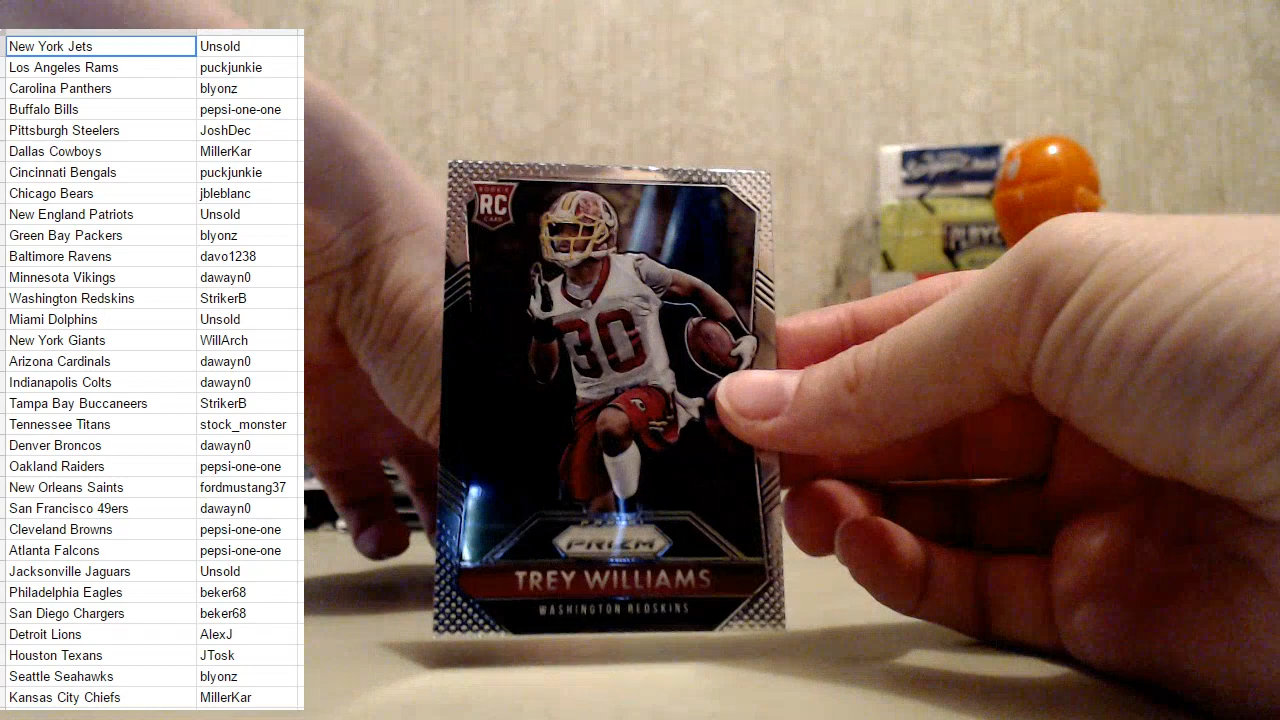 New York Jets Unsold
Los Angeles Rams puckjunkie
Carolina Panthers blyonz
Buffalo Bills pepsi-one-one
Pittsburgh Steelers JoshDec
Dallas Cowboys MillerKar
Cincinnati Bengals puckjunkie
Chicago Bears jbleblanc
New England Patriots Unsold
Green Bay Packers blyonz
Baltimore Ravens davo1238
Minnesota Vikings dawayn0
Washington Redskins StrikerB
Miami Dolphins Unsold
New York Giants WillArch
Arizona Cardinals dawayn0
Indianapolis Colts dawayn0
Tampa Bay Buccaneers StrikerB
Tennessee Titans stock_monster
Denver Broncos dawayn0
Oakland Raiders pepsi-one-one
New Orleans Saints fordmustang37
San Francisco 49ers dawayn0
Cleveland Browns pepsi-one-one
Atlanta Falcons pepsi-one-one
Jacksonville Jaguars Unsold
Philadelphia Eagles beker68
San Diego Chargers beker68
Detroit Lions AlexJ
Houston Texans JTosk
Seattle Seahawks blyonz
Kansas City Chiefs MillerKar
RC
CARD
30
PRIZM
TREY WILLIAMS
WASHINGTON REDSKINS